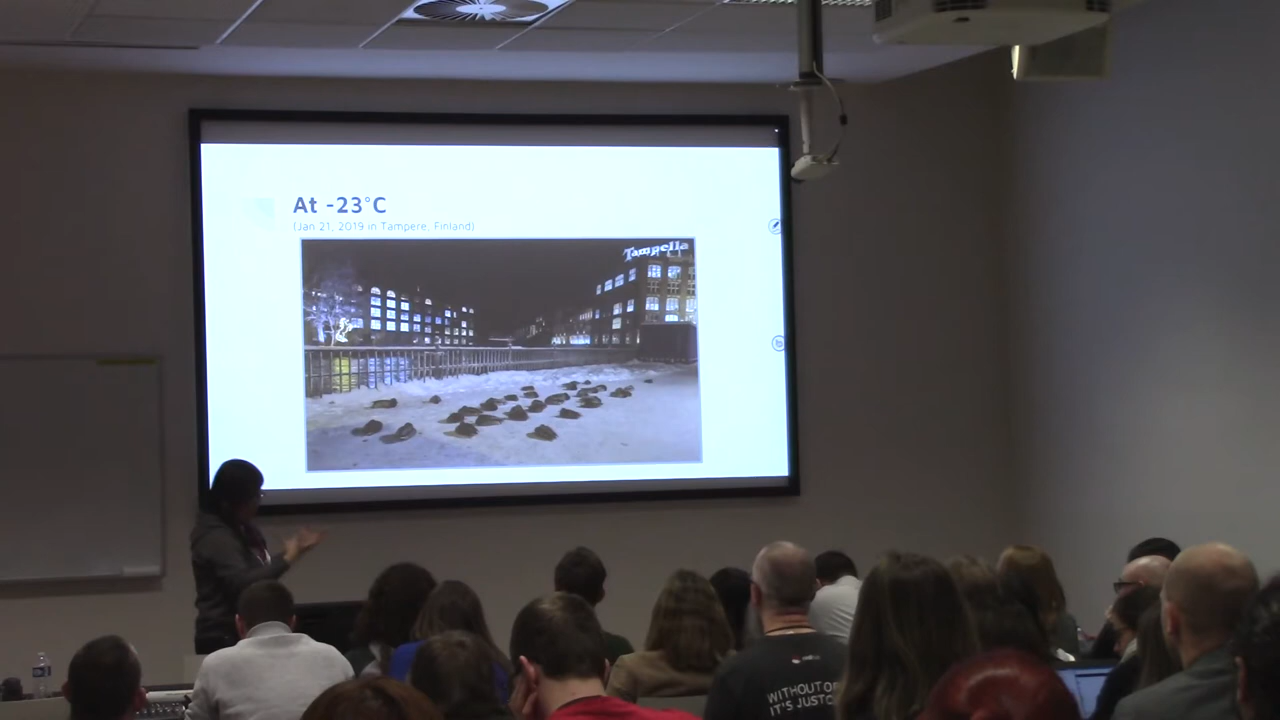 At -23°C
(Jan 21, 2019 in Tampere, Finland)
Tampella
WITHOUT
IT'S JUST